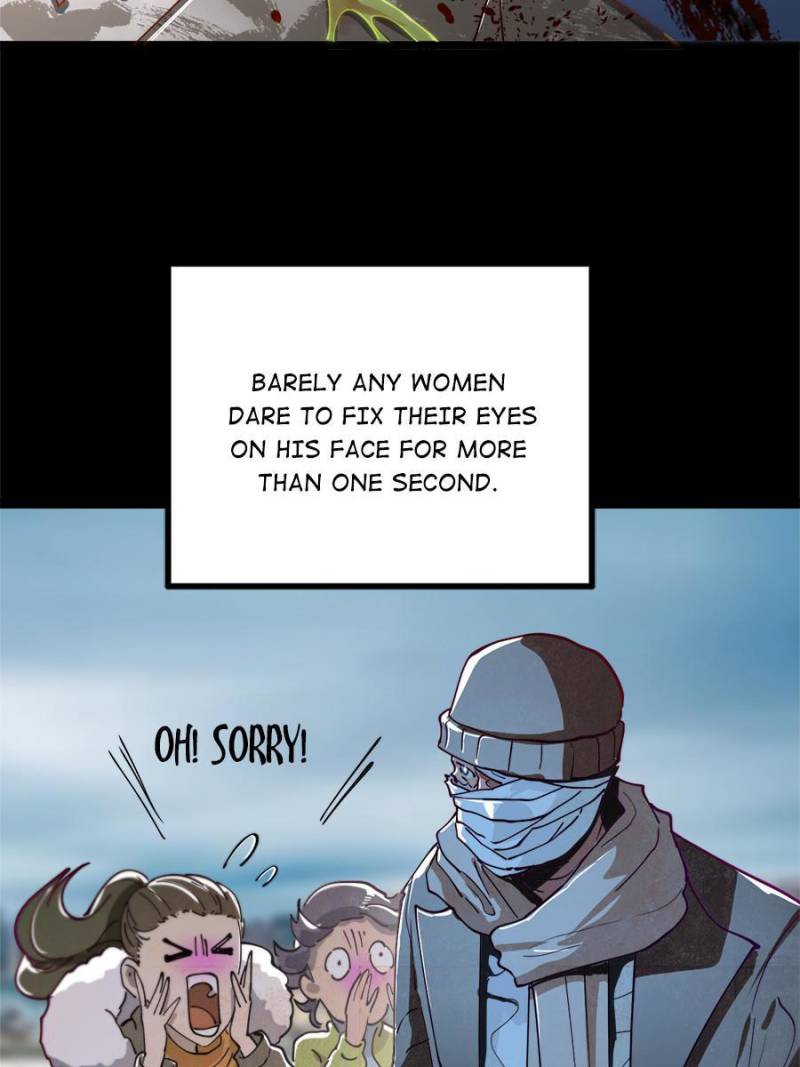 BARELY ANY WOMEN
DARE TO FIX THEIR EYES
ON HIS FACE FOR MORE
THAN ONE SECOND.
OH! SORRY!